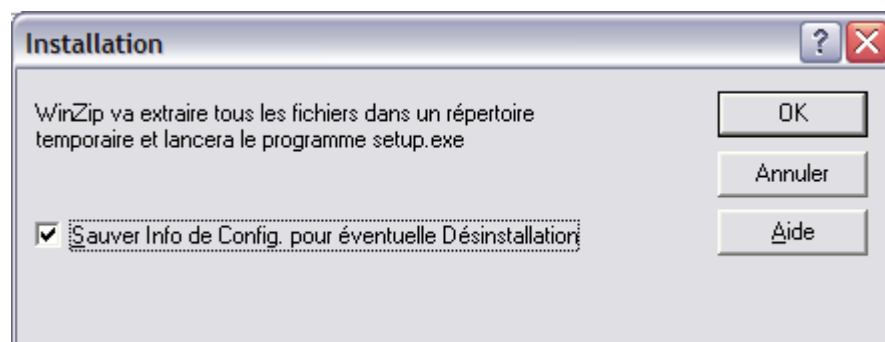 Installation
WinZip va extraire tous les fichiers dans un répertoire
temporaire et lancera le programme setup.exe
OK
Annuler
Sauver Info de Config. pour éventuelle Désinstallation
Aide